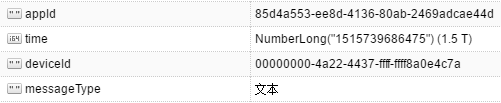 appId 85d4a553-ee8d-4136-80ab-2469adcae44d
time NumberLong("1515739686475") (1.5 T)
deviceId 00000000-4a22-4437-ffff-ffff8a0e4c7a
messageType 文本